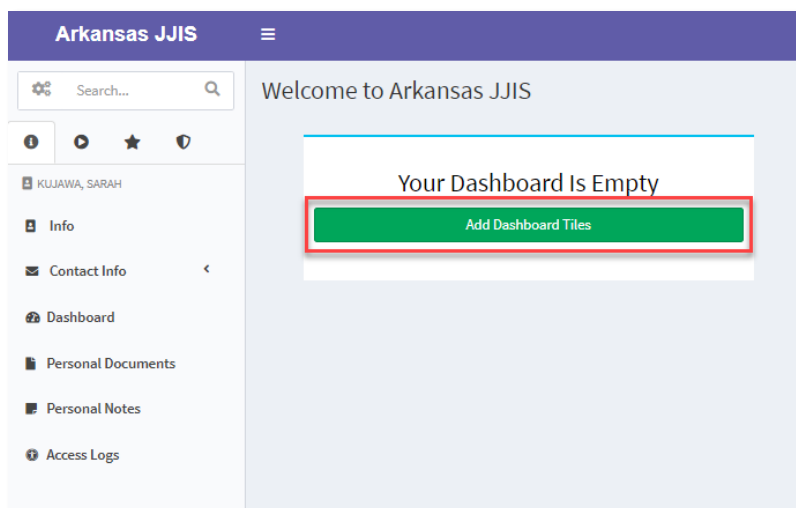 Arkansas JJIS
Search...
KUJAWA, SARAH
Info
Contact Info
Dashboard
Personal Documents
Personal Notes
Access Logs
Welcome to Arkansas JJIS
Your Dashboard Is Empty
Add Dashboard Tiles